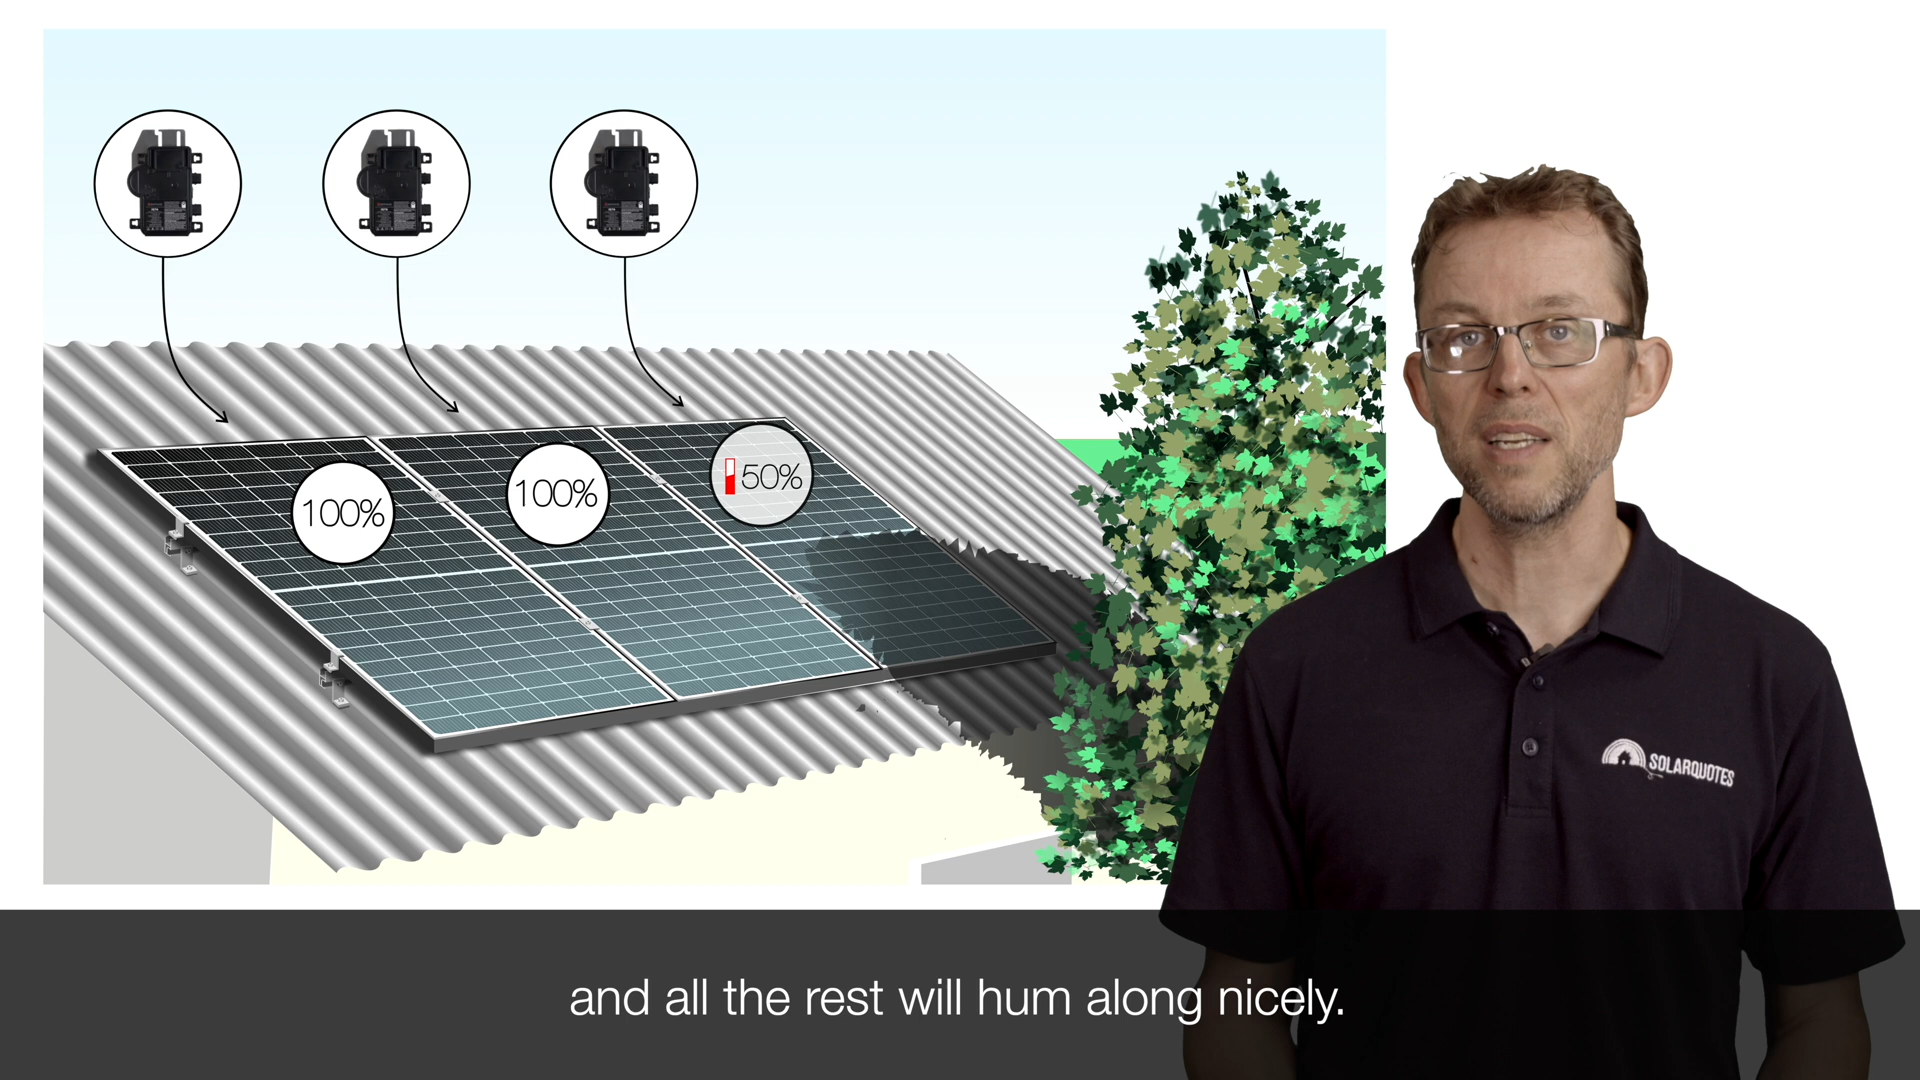 100%
100%
50%
SOLARQUOTES
and all the rest will hum along nicely.